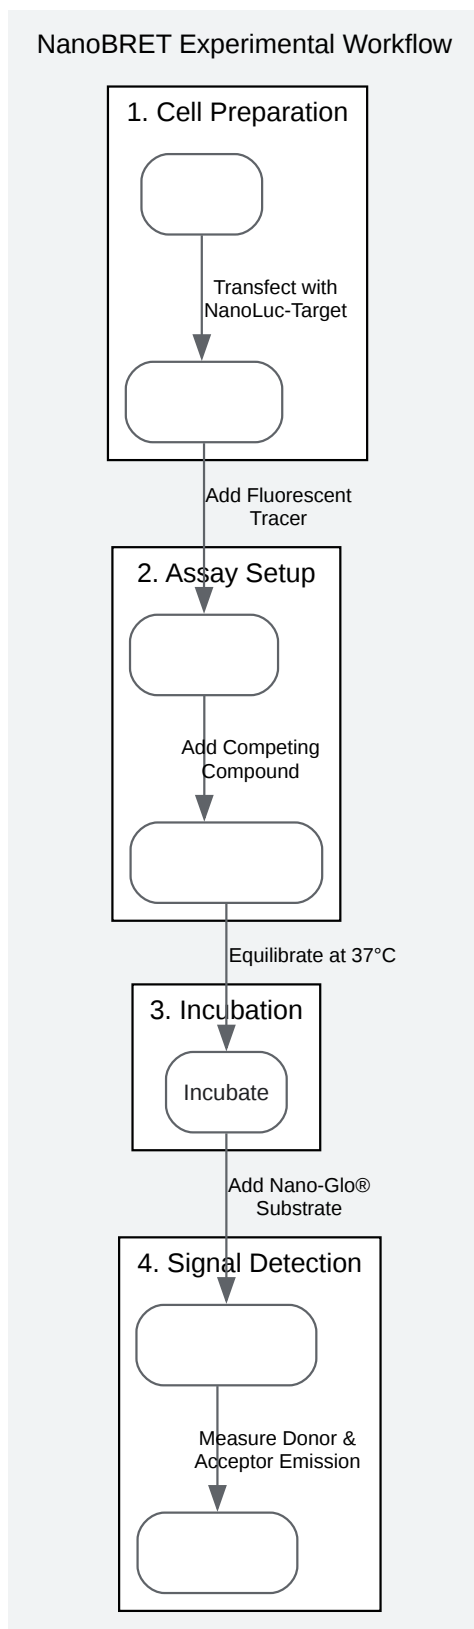 NanoBRET Experimental Workflow
1. Cell Preparation
Transfect with
NanoLuc-Target
Add Fluorescent
Tracer
2. Assay Setup
Add Competing
Compound
Equilibrate at 37°C
3. Incubation
Incubate
Add Nano-Glo®
Substrate
4. Signal Detection
Measure Donor &
Acceptor Emission